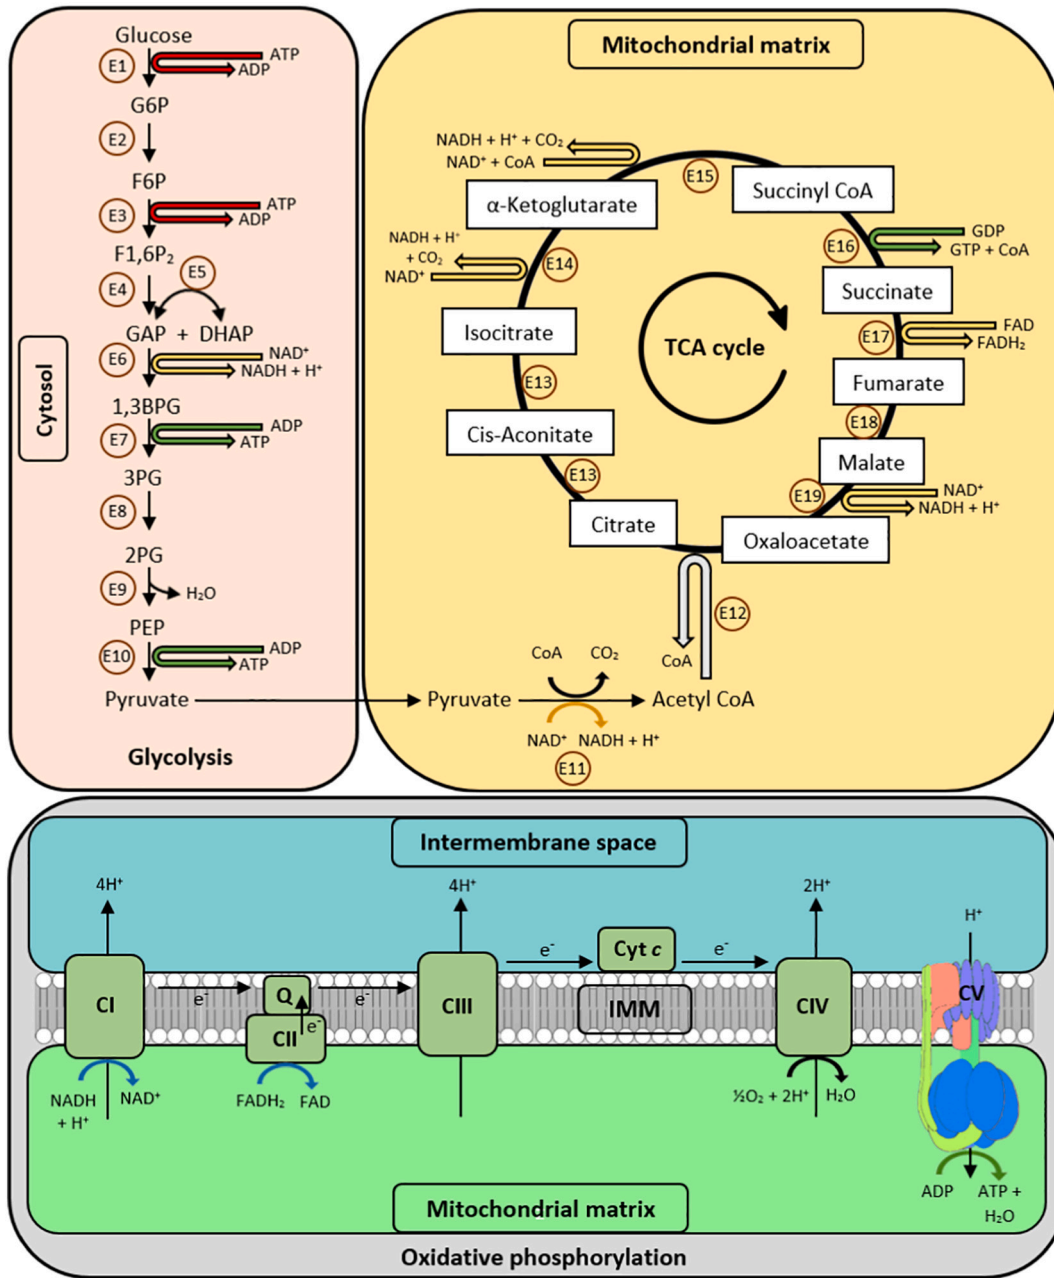 Glucose
E1
ATP
ADP
G6P
E2
F6P
E3
ATP
ADP
F1,6P₂
E5
E4
GAP + DHAP
E6
NAD⁺
NADH + H⁺
1,3BPG
E7
ADP
ATP
3PG
E8
2PG
E9
H₂O
PEP
E10
ADP
ATP
Pyruvate
Glycolysis
Cytosol
Mitochondrial matrix
NADH + H⁺ + CO₂
NAD⁺ + CoA
E15
α-Ketoglutarate
Succinyl CoA
NADH + H⁺
+ CO₂
NAD⁺
E14
E16
GDP
GTP + CoA
Isocitrate
Succinate
TCA cycle
E17
FAD
FADH₂
E13
Fumarate
Cis-Aconitate
E18
Malate
E13
E19
NAD⁺
NADH + H⁺
Citrate
Oxaloacetate
E12
CoA
CoA
CO₂
Pyruvate
Acetyl CoA
NAD⁺
NADH + H⁺
E11
Intermembrane space
4H⁺
4H⁺
2H⁺
H⁺
e⁻
Cyt c
e⁻
CI
e⁻
Q
e⁻
CII
e⁻
CIII
IMM
CIV
CV
NADH
+ H⁺
NAD⁺
FADH₂
FAD
½O₂ + 2H⁺
H₂O
ADP
ATP +
H₂O
Mitochondrial matrix
Oxidative phosphorylation